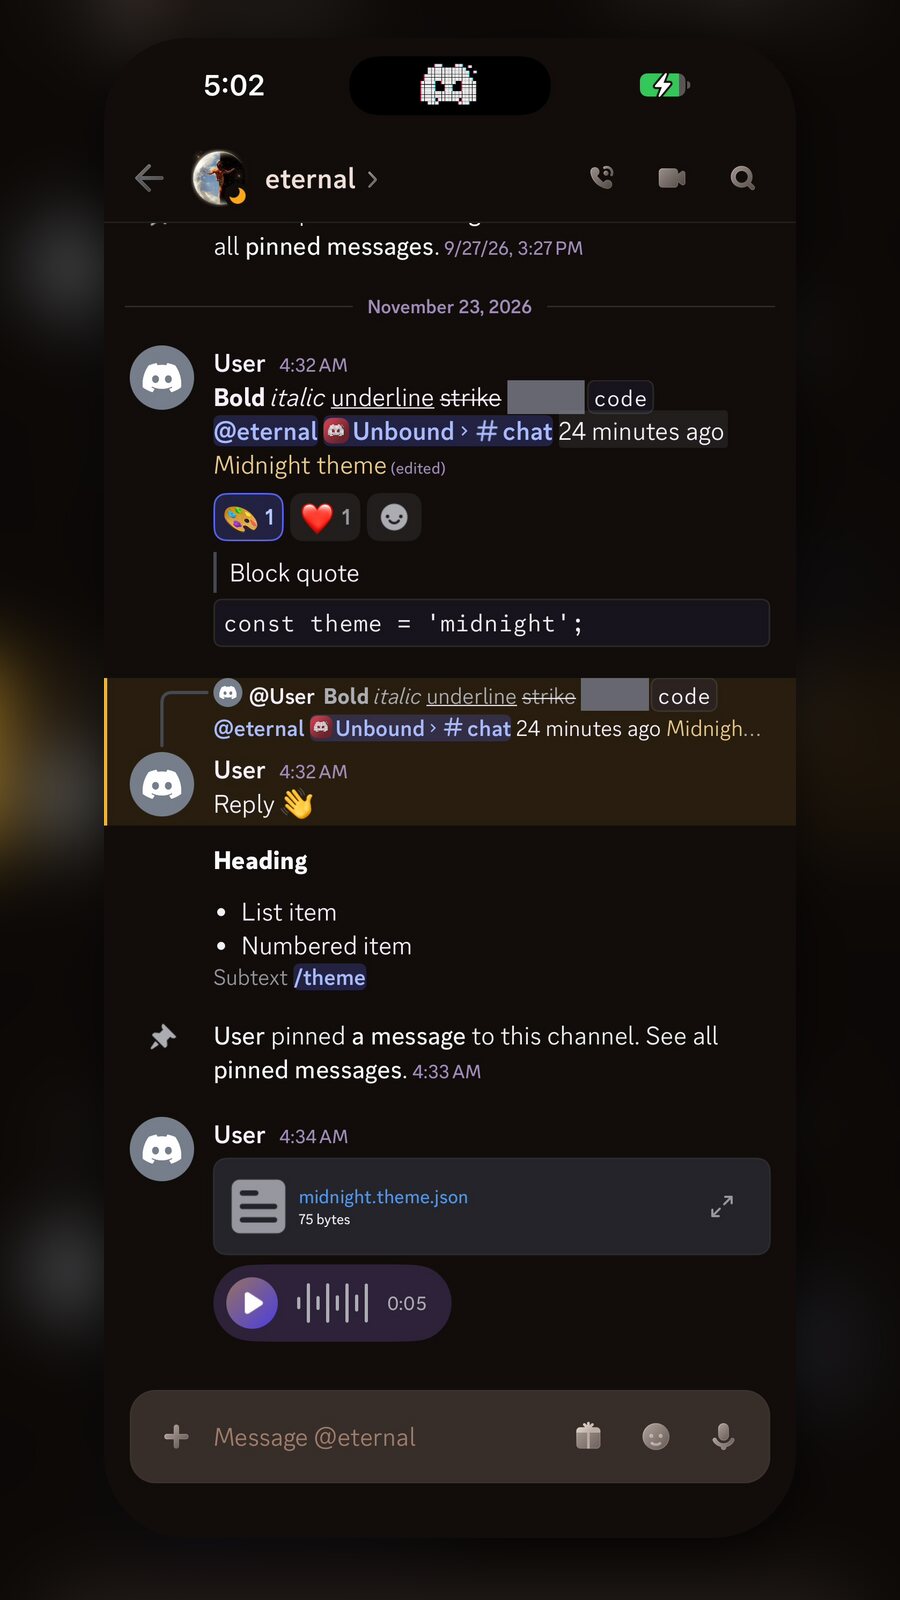 5:02
eternal
all pinned messages. 9/27/26, 3:27 PM
November 23, 2026
User 4:32 AM
Bold italic underline strike code
@eternal Unbound › # chat 24 minutes ago
Midnight theme (edited)
1 1
Block quote
const theme = 'midnight';
@User Bold italic underline strike code
@eternal Unbound › # chat 24 minutes ago Midnigh...
User 4:32 AM
Reply
Heading
• List item
• Numbered item
Subtext /theme
User pinned a message to this channel. See all
pinned messages. 4:33 AM
User 4:34 AM
midnight.theme.json
75 bytes
0:05
Message @eternal